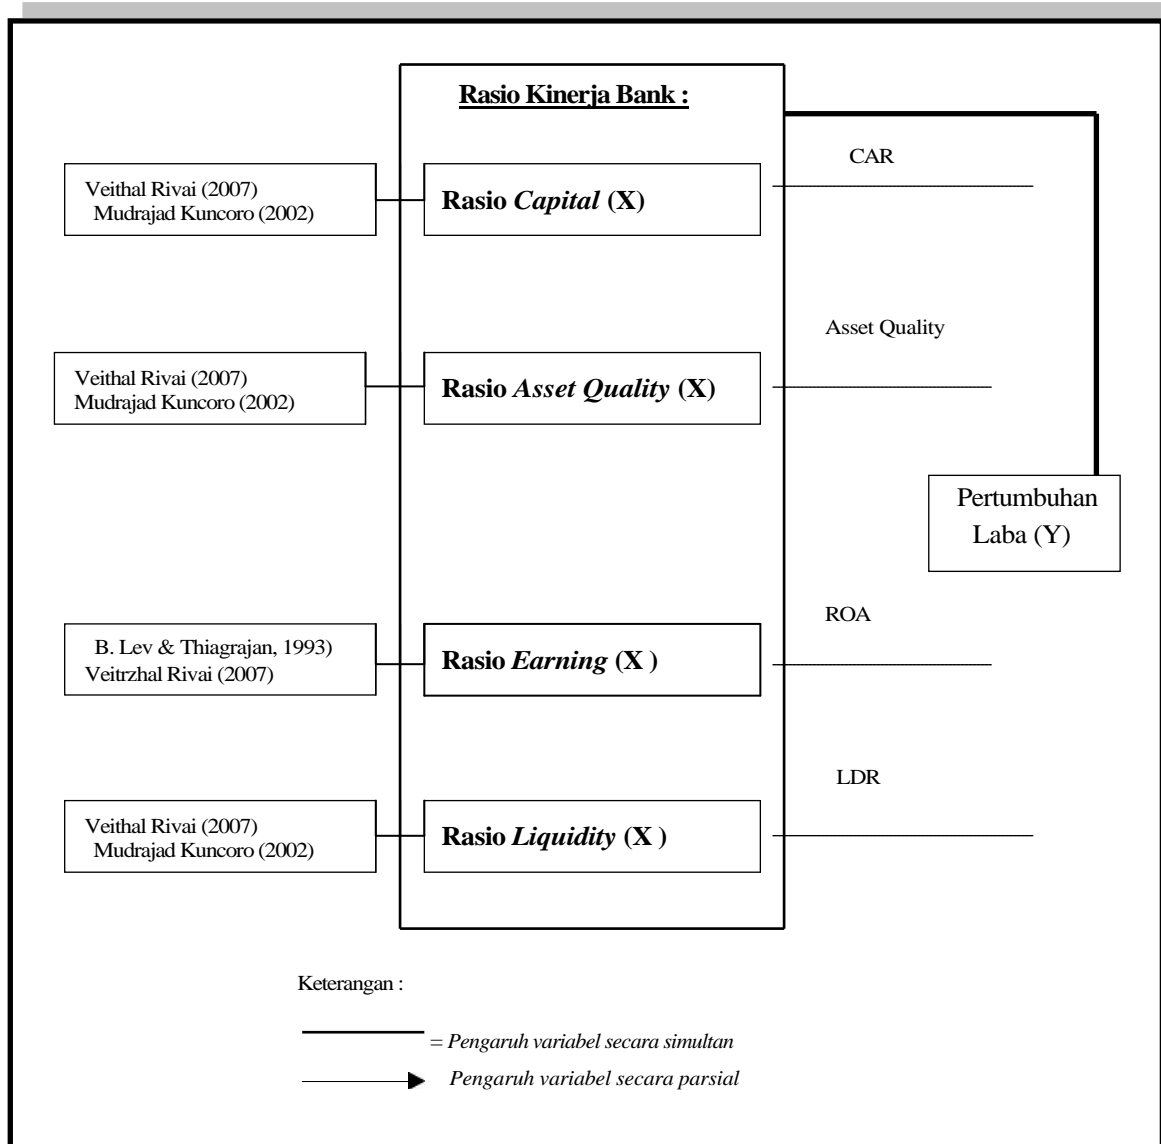 Rasio Kinerja Bank :
CAR
Veithal Rivai (2007)
Mudrajad Kuncoro (2002)
Rasio Capital (X)
Asset Quality
Veithal Rivai (2007)
Mudrajad Kuncoro (2002)
Rasio Asset Quality (X)
Pertumbuhan
Laba (Y)
ROA
B. Lev & Thiagrajan, 1993)
Veitrzhal Rivai (2007)
Rasio Earning (X )
LDR
Veithal Rivai (2007)
Mudrajad Kuncoro (2002)
Rasio Liquidity (X )
Keterangan :
= Pengaruh variabel secara simultan
Pengaruh variabel secara parsial